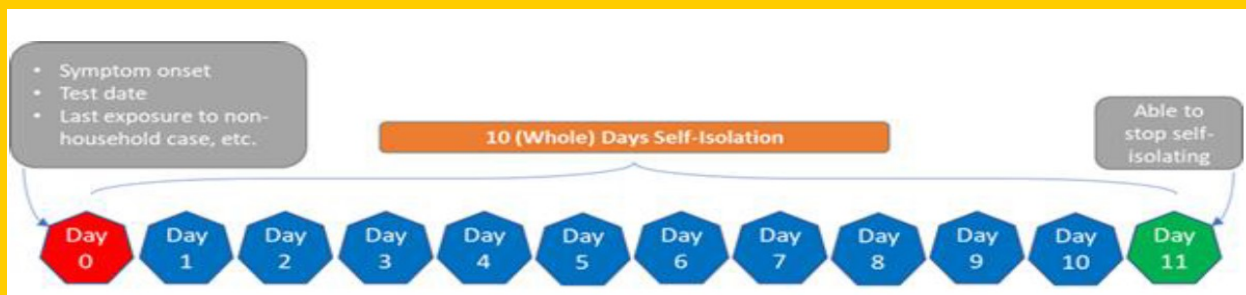 • Symptom onset
• Test date
• Last exposure to non-
household case, etc.
10 (Whole) Days Self-Isolation
Able to
stop self-
isolating
Day
0
Day
1
Day
2
Day
3
Day
4
Day
5
Day
6
Day
7
Day
8
Day
9
Day
10
Day
11